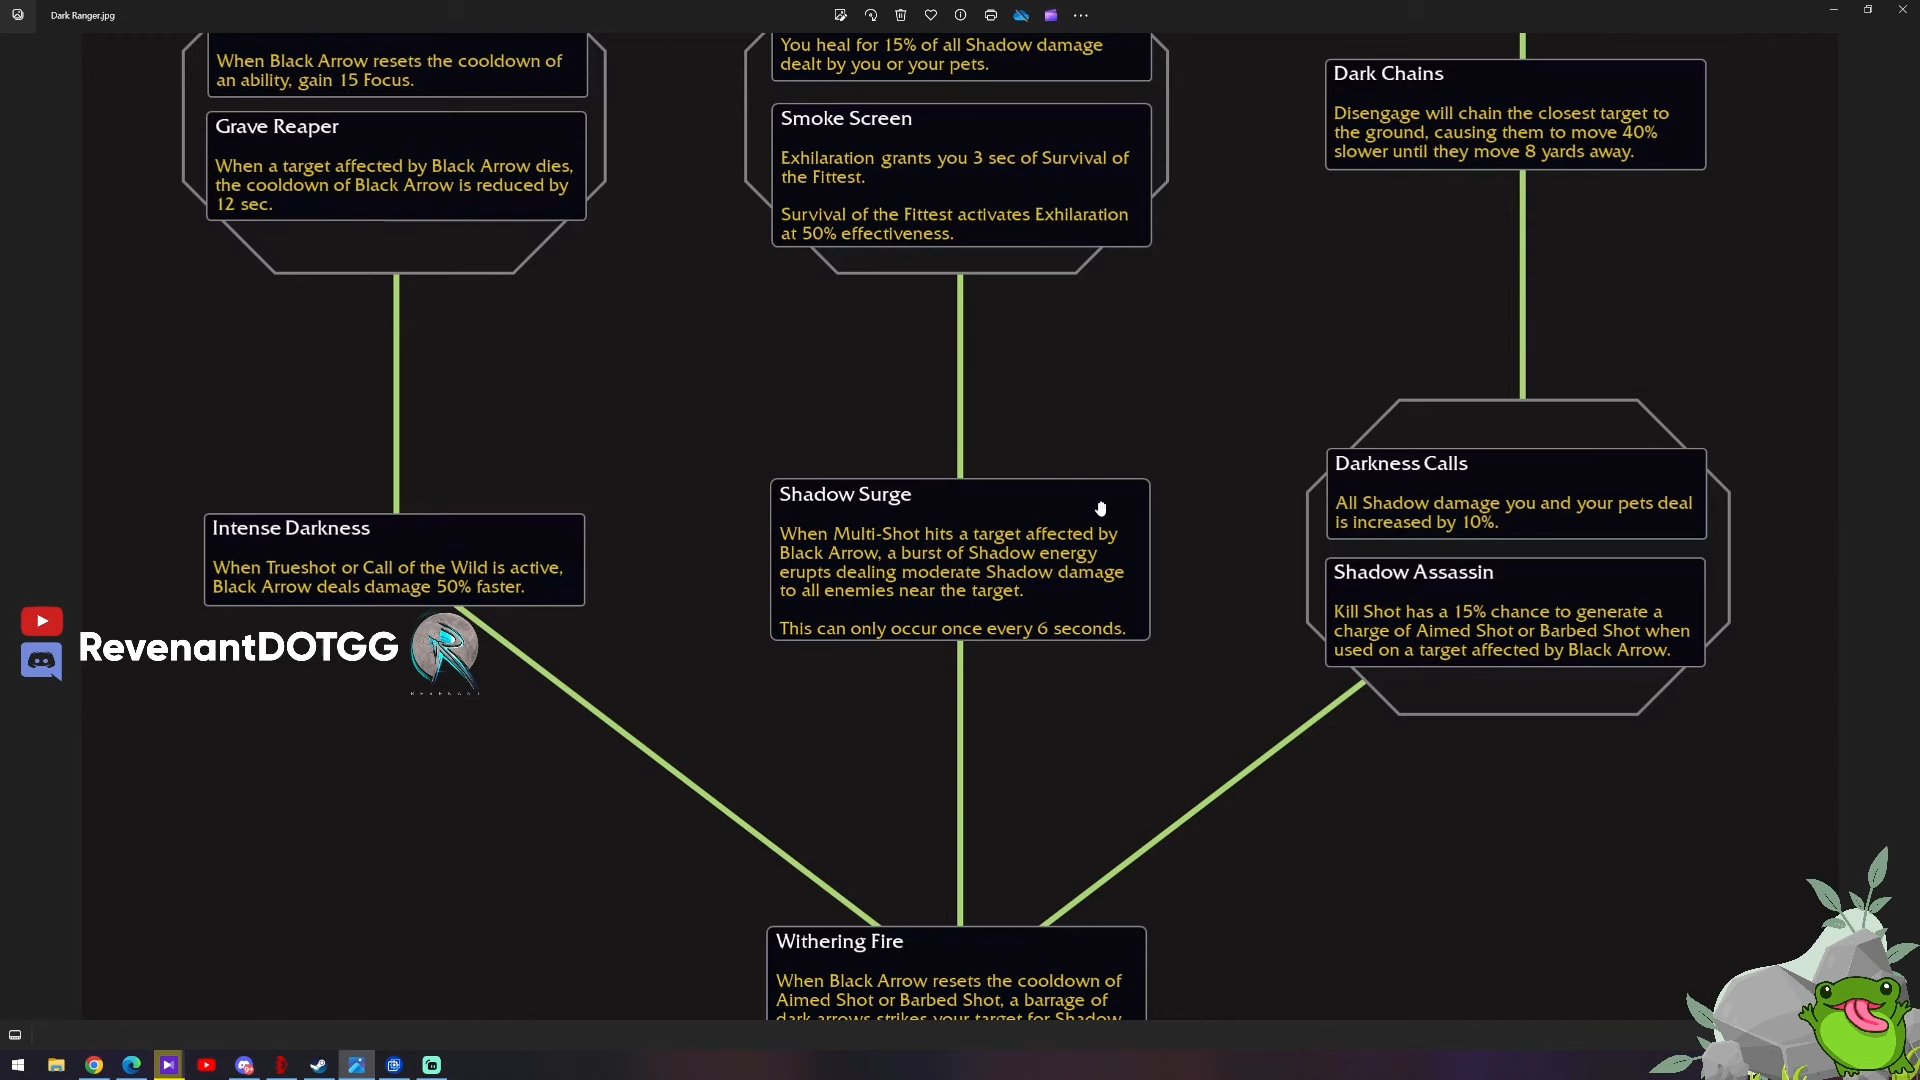 Dark Ranger.jpg
When Black Arrow resets the cooldown of
an ability, gain 15 Focus.
Grave Reaper
When a target affected by Black Arrow dies,
the cooldown of Black Arrow is reduced by
12 sec.
You heal for 15% of all Shadow damage
dealt by you or your pets.
Smoke Screen
Exhilaration grants you 3 sec of Survival of
the Fittest.
Survival of the Fittest activates Exhilaration
at 50% effectiveness.
Dark Chains
Disengage will chain the closest target to
the ground, causing them to move 40%
slower until they move 8 yards away.
Intense Darkness
When Trueshot or Call of the Wild is active,
Black Arrow deals damage 50% faster.
Shadow Surge
When Multi-Shot hits a target affected by
Black Arrow, a burst of Shadow energy
erupts dealing moderate Shadow damage
to all enemies near the target.
This can only occur once every 6 seconds.
Darkness Calls
All Shadow damage you and your pets deal
is increased by 10%.
Shadow Assassin
Kill Shot has a 15% chance to generate a
charge of Aimed Shot or Barbed Shot when
used on a target affected by Black Arrow.
RevenantDOTGG
REVENANT
Withering Fire
When Black Arrow resets the cooldown of
Aimed Shot or Barbed Shot, a barrage of
dark arrows strikes your target for Shadow